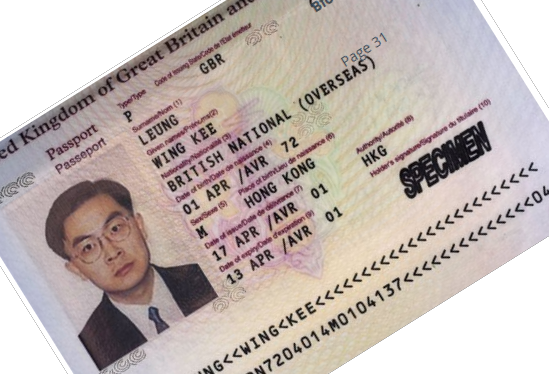 ed Kingdom of Great Britain and
Passport
Passeport
Type/Type
Code of issuing State/Code de l'Etat émetteur
P
GBR
Page 31
Surname/Nom (1)
LEUNG
Given names/Prénoms(2)
WING KEE
Nationality/Nationalité (3)
BRITISH NATIONAL (OVERSEAS)
Date of birth/Date de naissance (4)
01 APR /AVR 72
Sex/Sexe (5)
Place of birth/Lieu de naissance (6)
M
HONG KONG
Date of issue/Date de délivrance (7)
17 APR /AVR 01
Date of expiry/Date d'expiration (8)
13 APR /AVR 01
Authority/Autorité (9)
HKG
Holder's signature/Signature du titulaire (10)
SPECIMEN
NG<<WING<KEE<<<<<<<<<<<<<<<<<<<<<<
N7204014M0104137<<<<<<<<<<<<<<04